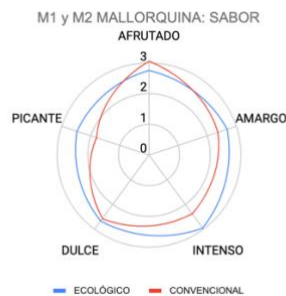 M1 y M2 MALLORQUINA: SABOR
AFRUTADO
3
2
PICANTE
AMARGO
1
0
DULCE
INTENSO
ECOLÓGICO
CONVENCIONAL